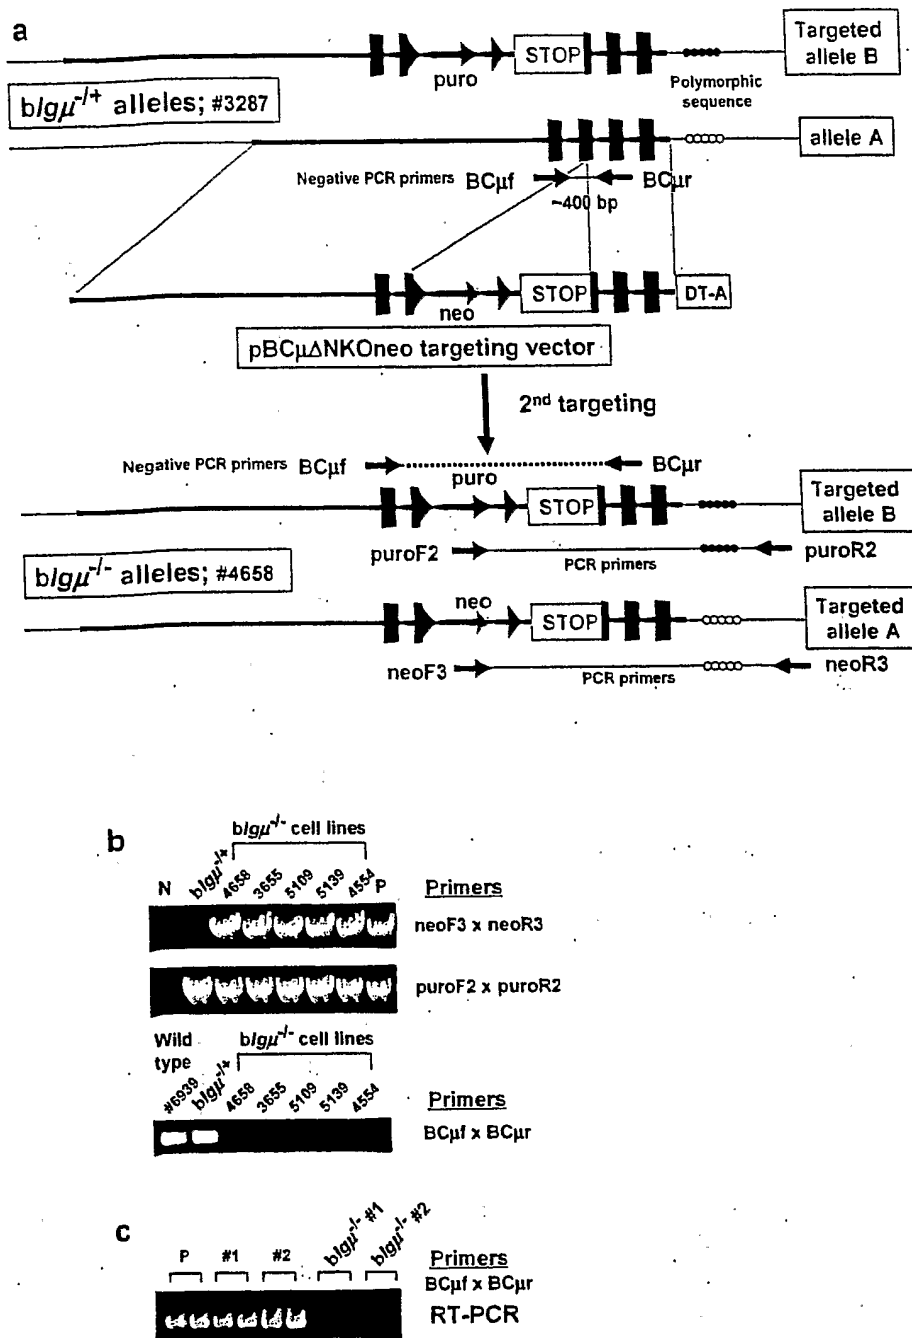 a
STOP
puro
Targeted
allele B
Polymorphic
sequence
bIgμ-/+ alleles; #3287
allele A
Negative PCR primers BCμf
BCμr
~400 bp
STOP
DT-A
neo
pBCμΔNKOneo targeting vector
2nd targeting
Negative PCR primers BCμf
BCμr
puro
STOP
Targeted
allele B
puroF2
PCR primers
puroR2
bIgμ-/- alleles; #4658
neo
STOP
Targeted
allele A
neoF3
PCR primers
neoR3
b
bIgμ-/- cell lines
N bIgμ-/+ 4658 3655 5109 5139 4554 P
Primers
neoF3 x neoR3
puroF2 x puroR2
Wild
type
bIgμ-/- cell lines
#6939 bIgμ-/+ 4658 3655 5109 5139 4554
Primers
BCμf x BCμr
c
P #1 #2 bIgμ-/- #1 bIgμ-/- #2
Primers
BCμf x BCμr
RT-PCR